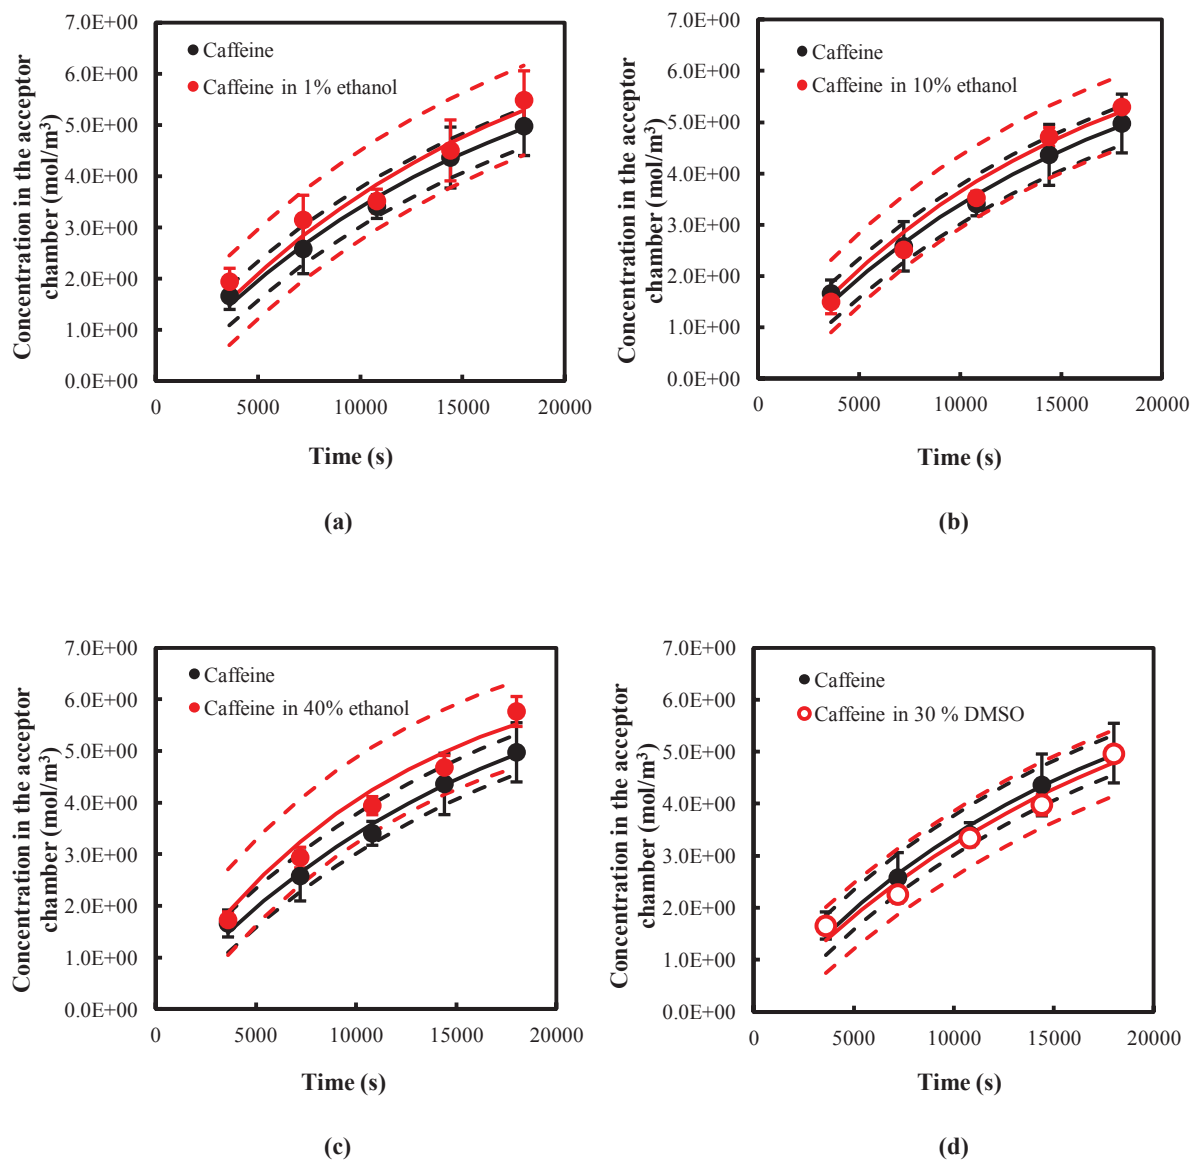 Concentration in the acceptor
chamber (mol/m³)
7.0E+00
6.0E+00
5.0E+00
4.0E+00
3.0E+00
2.0E+00
1.0E+00
0.0E+00
Caffeine
Caffeine in 1% ethanol
0 5000 10000 15000 20000
Time (s)
(a)
Concentration in the acceptor
chamber (mol/m³)
7.0E+00
6.0E+00
5.0E+00
4.0E+00
3.0E+00
2.0E+00
1.0E+00
0.0E+00
Caffeine
Caffeine in 10% ethanol
0 5000 10000 15000 20000
Time (s)
(b)
Concentration in the acceptor
chamber (mol/m³)
7.0E+00
6.0E+00
5.0E+00
4.0E+00
3.0E+00
2.0E+00
1.0E+00
0.0E+00
Caffeine
Caffeine in 40% ethanol
0 5000 10000 15000 20000
Time (s)
(c)
Concentration in the acceptor
chamber (mol/m³)
7.0E+00
6.0E+00
5.0E+00
4.0E+00
3.0E+00
2.0E+00
1.0E+00
0.0E+00
Caffeine
Caffeine in 30 % DMSO
0 5000 10000 15000 20000
Time (s)
(d)